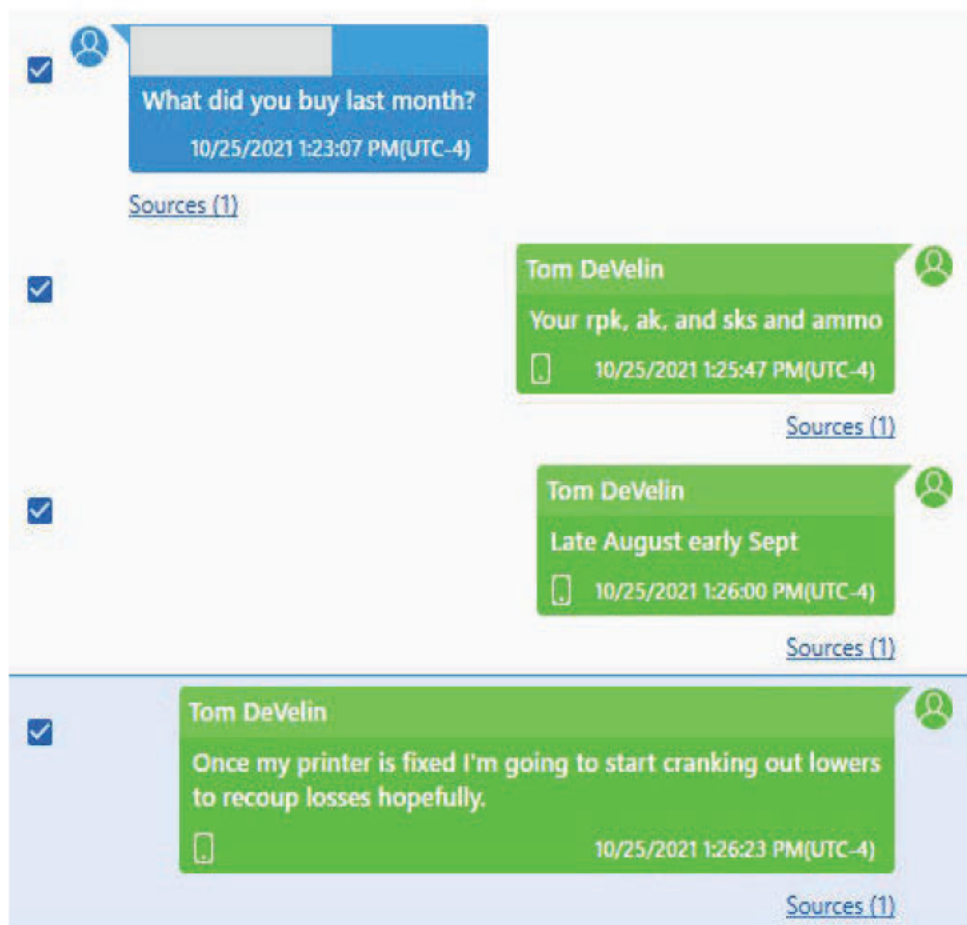 What did you buy last month?
10/25/2021 1:23:07 PM(UTC-4)
Sources (1)
Tom DeVelin
Your rpk, ak, and sks and ammo
10/25/2021 1:25:47 PM(UTC-4)
Sources (1)
Tom DeVelin
Late August early Sept
10/25/2021 1:26:00 PM(UTC-4)
Sources (1)
Tom DeVelin
Once my printer is fixed I'm going to start cranking out lowers
to recoup losses hopefully.
10/25/2021 1:26:23 PM(UTC-4)
Sources (1)